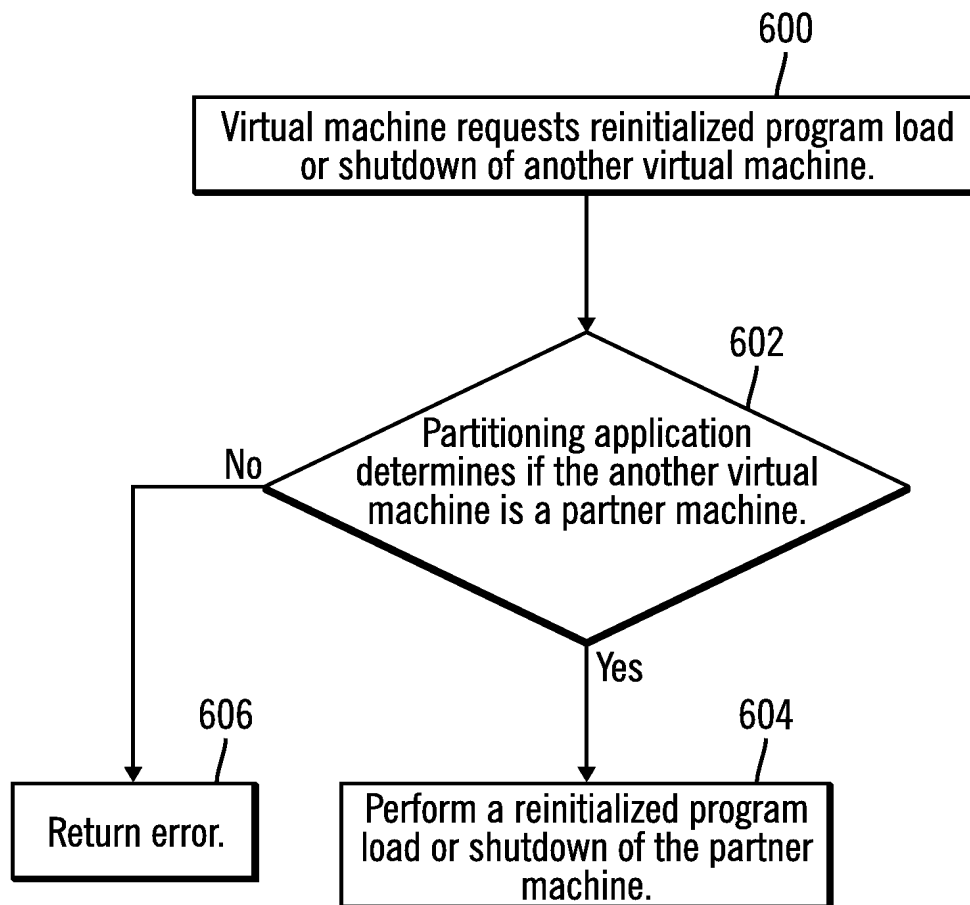 600
Virtual machine requests reinitialized program load
or shutdown of another virtual machine.
602
Partitioning application
determines if the another virtual
machine is a partner machine.
No
Yes
606
Return error.
604
Perform a reinitialized program
load or shutdown of the partner
machine.